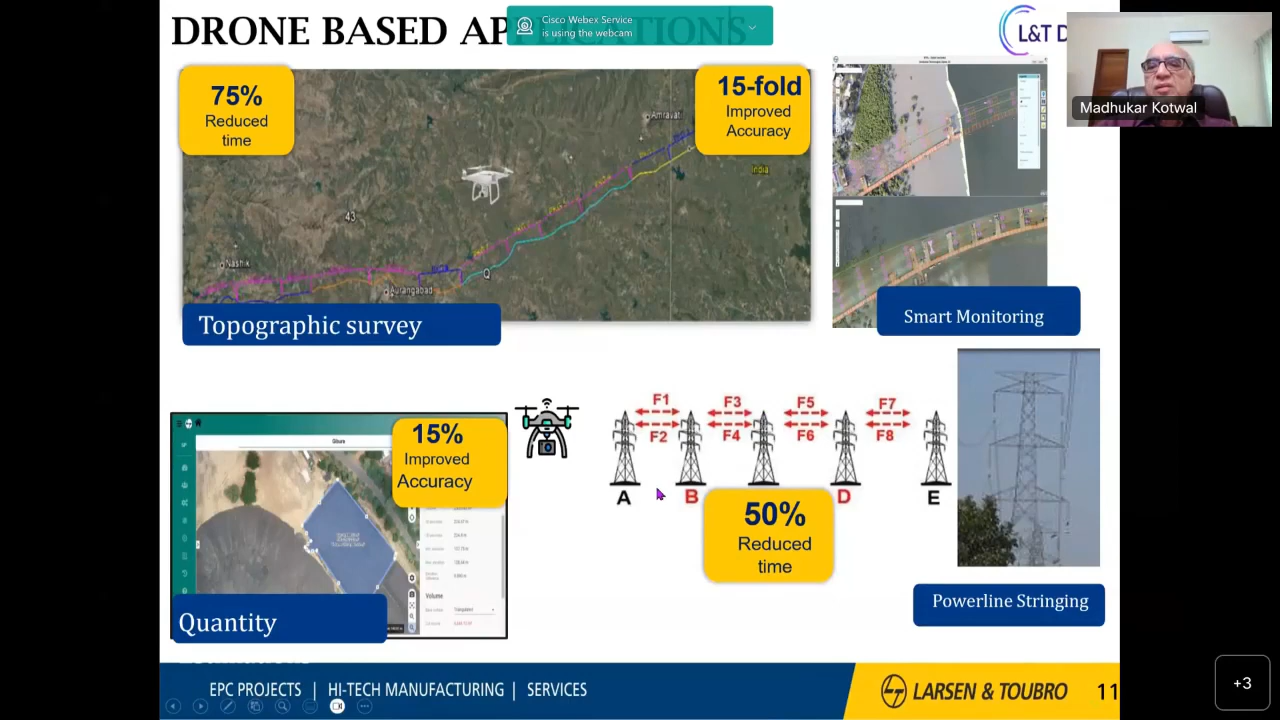 DRONE BASED AP
Cisco Webex Service
is using the webcam
L&T D
Madhukar Kotwal
75%
Reduced
time
15-fold
Improved
Accuracy
Amravati
India
43
Nashik
Aurangabad
Q
Topographic survey
Smart Monitoring
15%
Improved
Accuracy
Volume
Quantity
F1 F3 F5 F7
F2 F4 F6 F8
A B D E
50%
Reduced
time
Powerline Stringing
EPC PROJECTS | HI-TECH MANUFACTURING | SERVICES
LARSEN & TOUBRO
11
+3